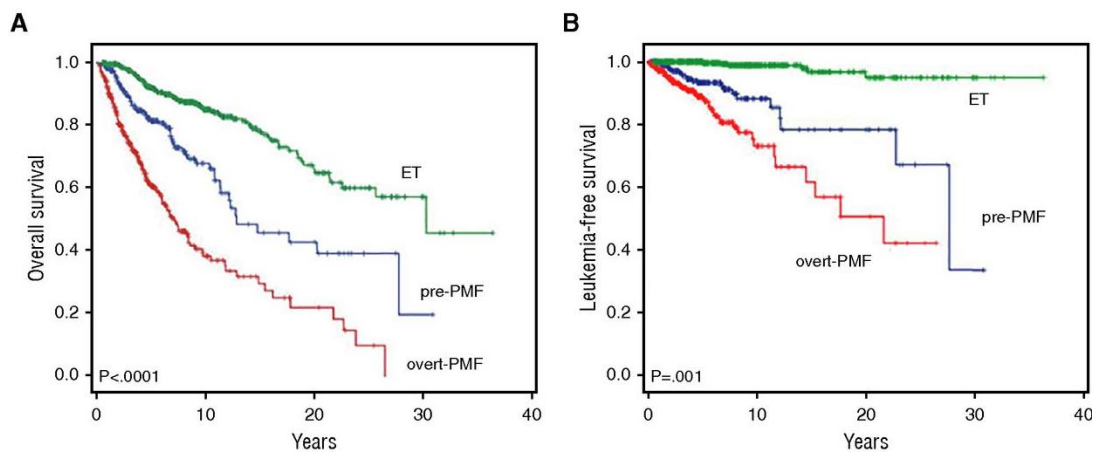 A
Overall survival
1.0
0.8
0.6
0.4
0.2
0.0
ET
pre-PMF
overt-PMF
P<.0001
0 10 20 30 40
Years
B
Leukemia-free survival
1.0
0.8
0.6
0.4
0.2
0.0
ET
pre-PMF
overt-PMF
P=.001
0 10 20 30 40
Years